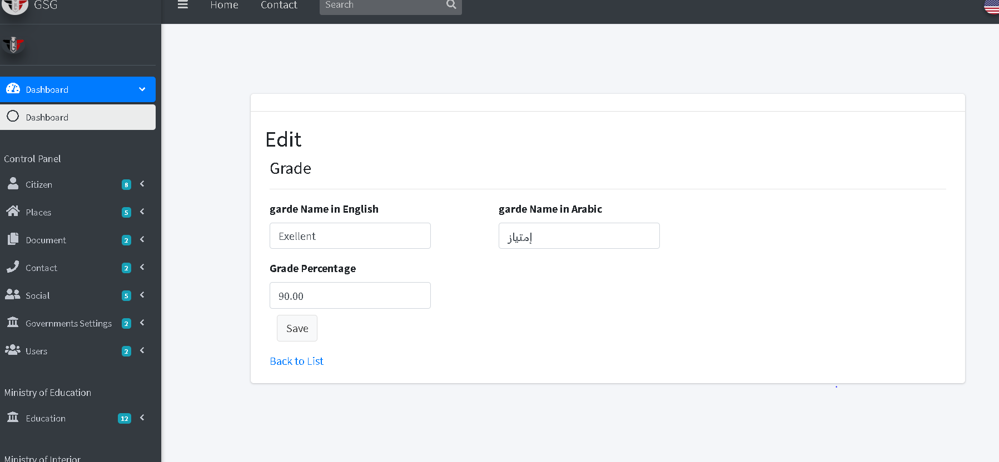 GSG
Home Contact Search
Dashboard
Dashboard
Control Panel
Citizen 8
Places 5
Document 2
Contact 2
Social 5
Governments Settings 2
Users 2
Ministry of Education
Education 12
Ministry of Interior
Edit
Grade
garde Name in English
Exellent
garde Name in Arabic
إمتياز
Grade Percentage
90.00
Save
Back to List